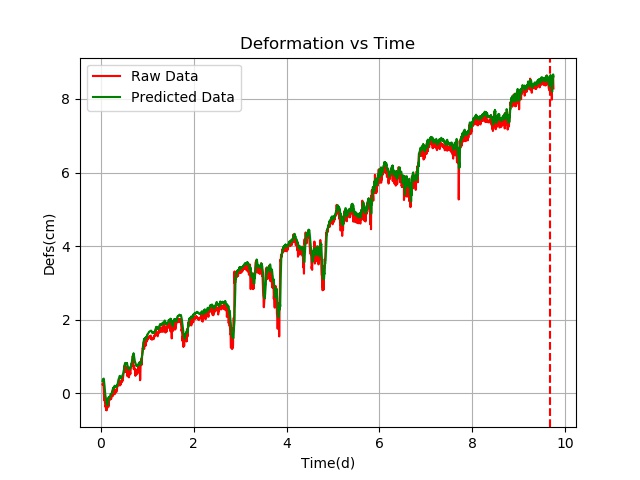 Deformation vs Time
Raw Data
Predicted Data
Defs(cm)
8
6
4
2
0
0 2 4 6 8 10
Time(d)